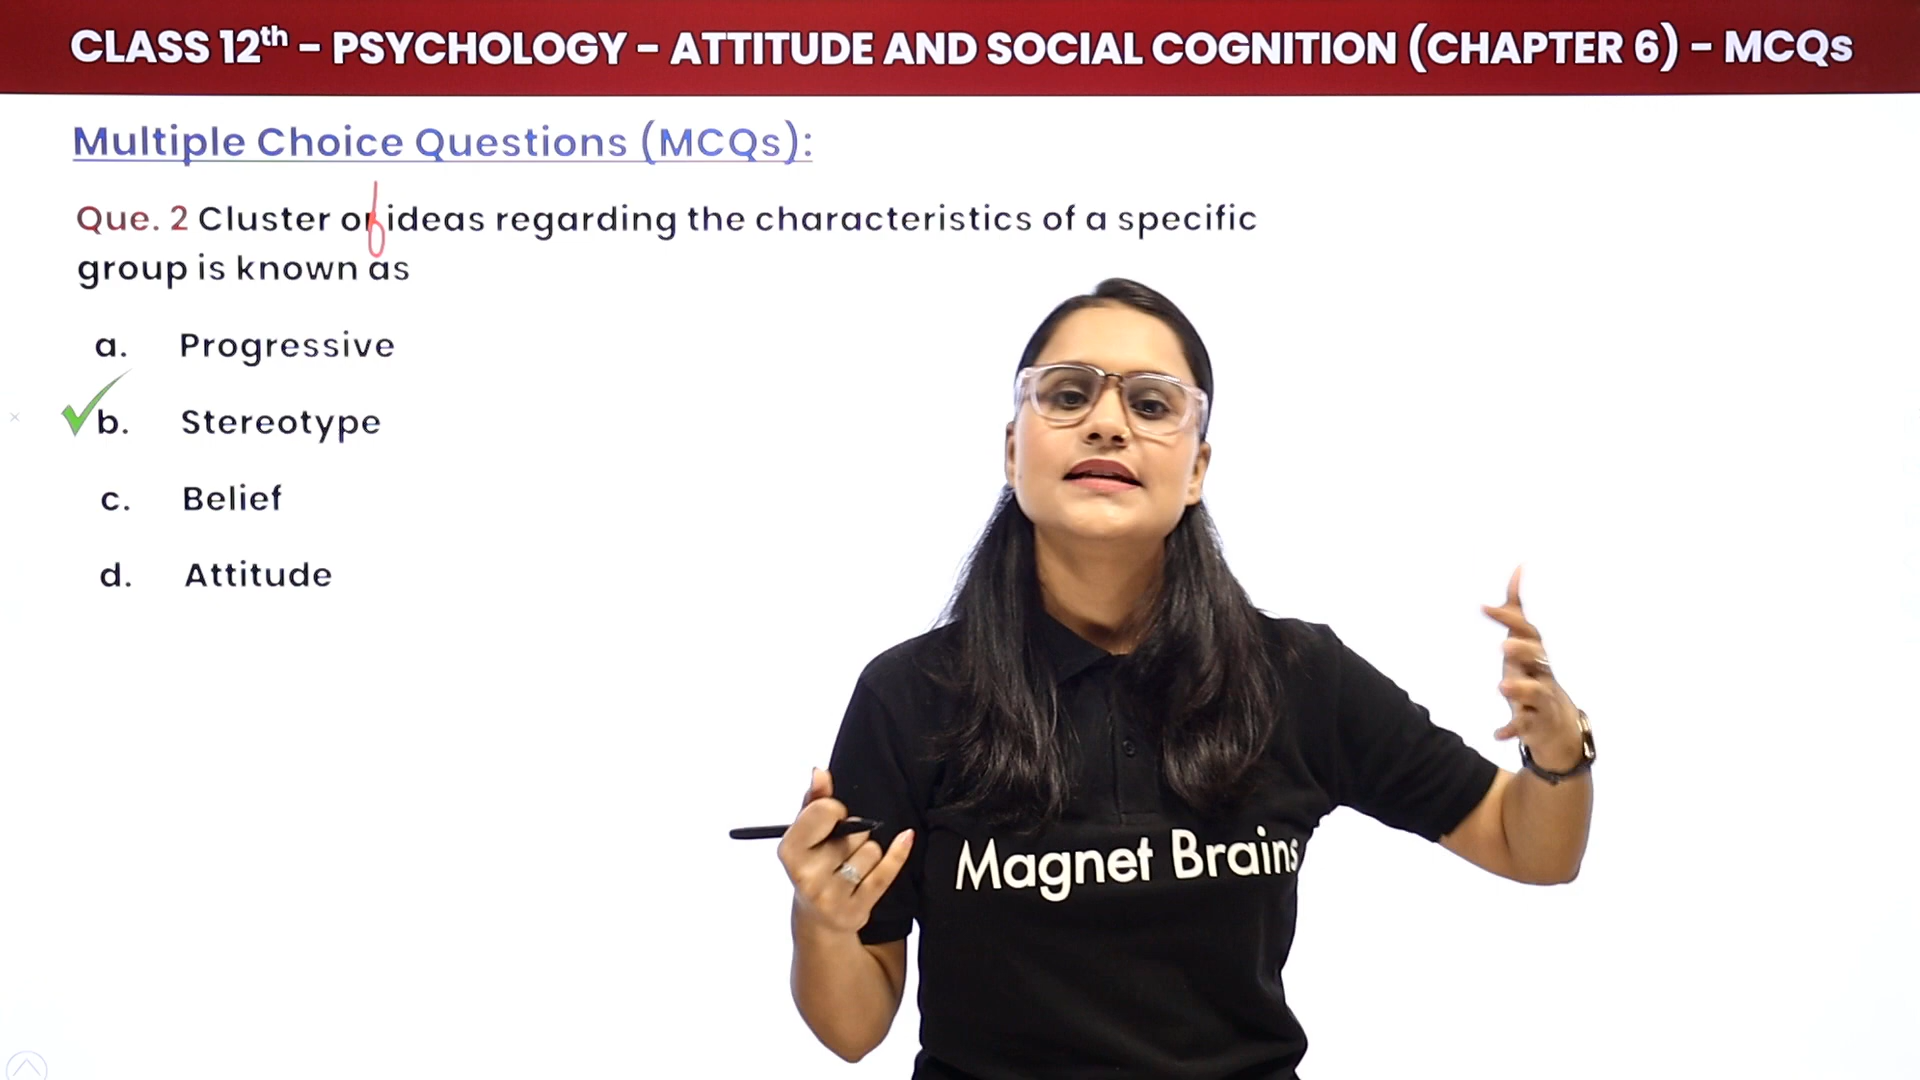 CLASS 12th – PSYCHOLOGY – ATTITUDE AND SOCIAL COGNITION (CHAPTER 6) – MCQs
Multiple Choice Questions (MCQs):
Que. 2 Cluster or ideas regarding the characteristics of a specific
group is known as
a. Progressive
b. Stereotype
c. Belief
d. Attitude
Magnet Brains